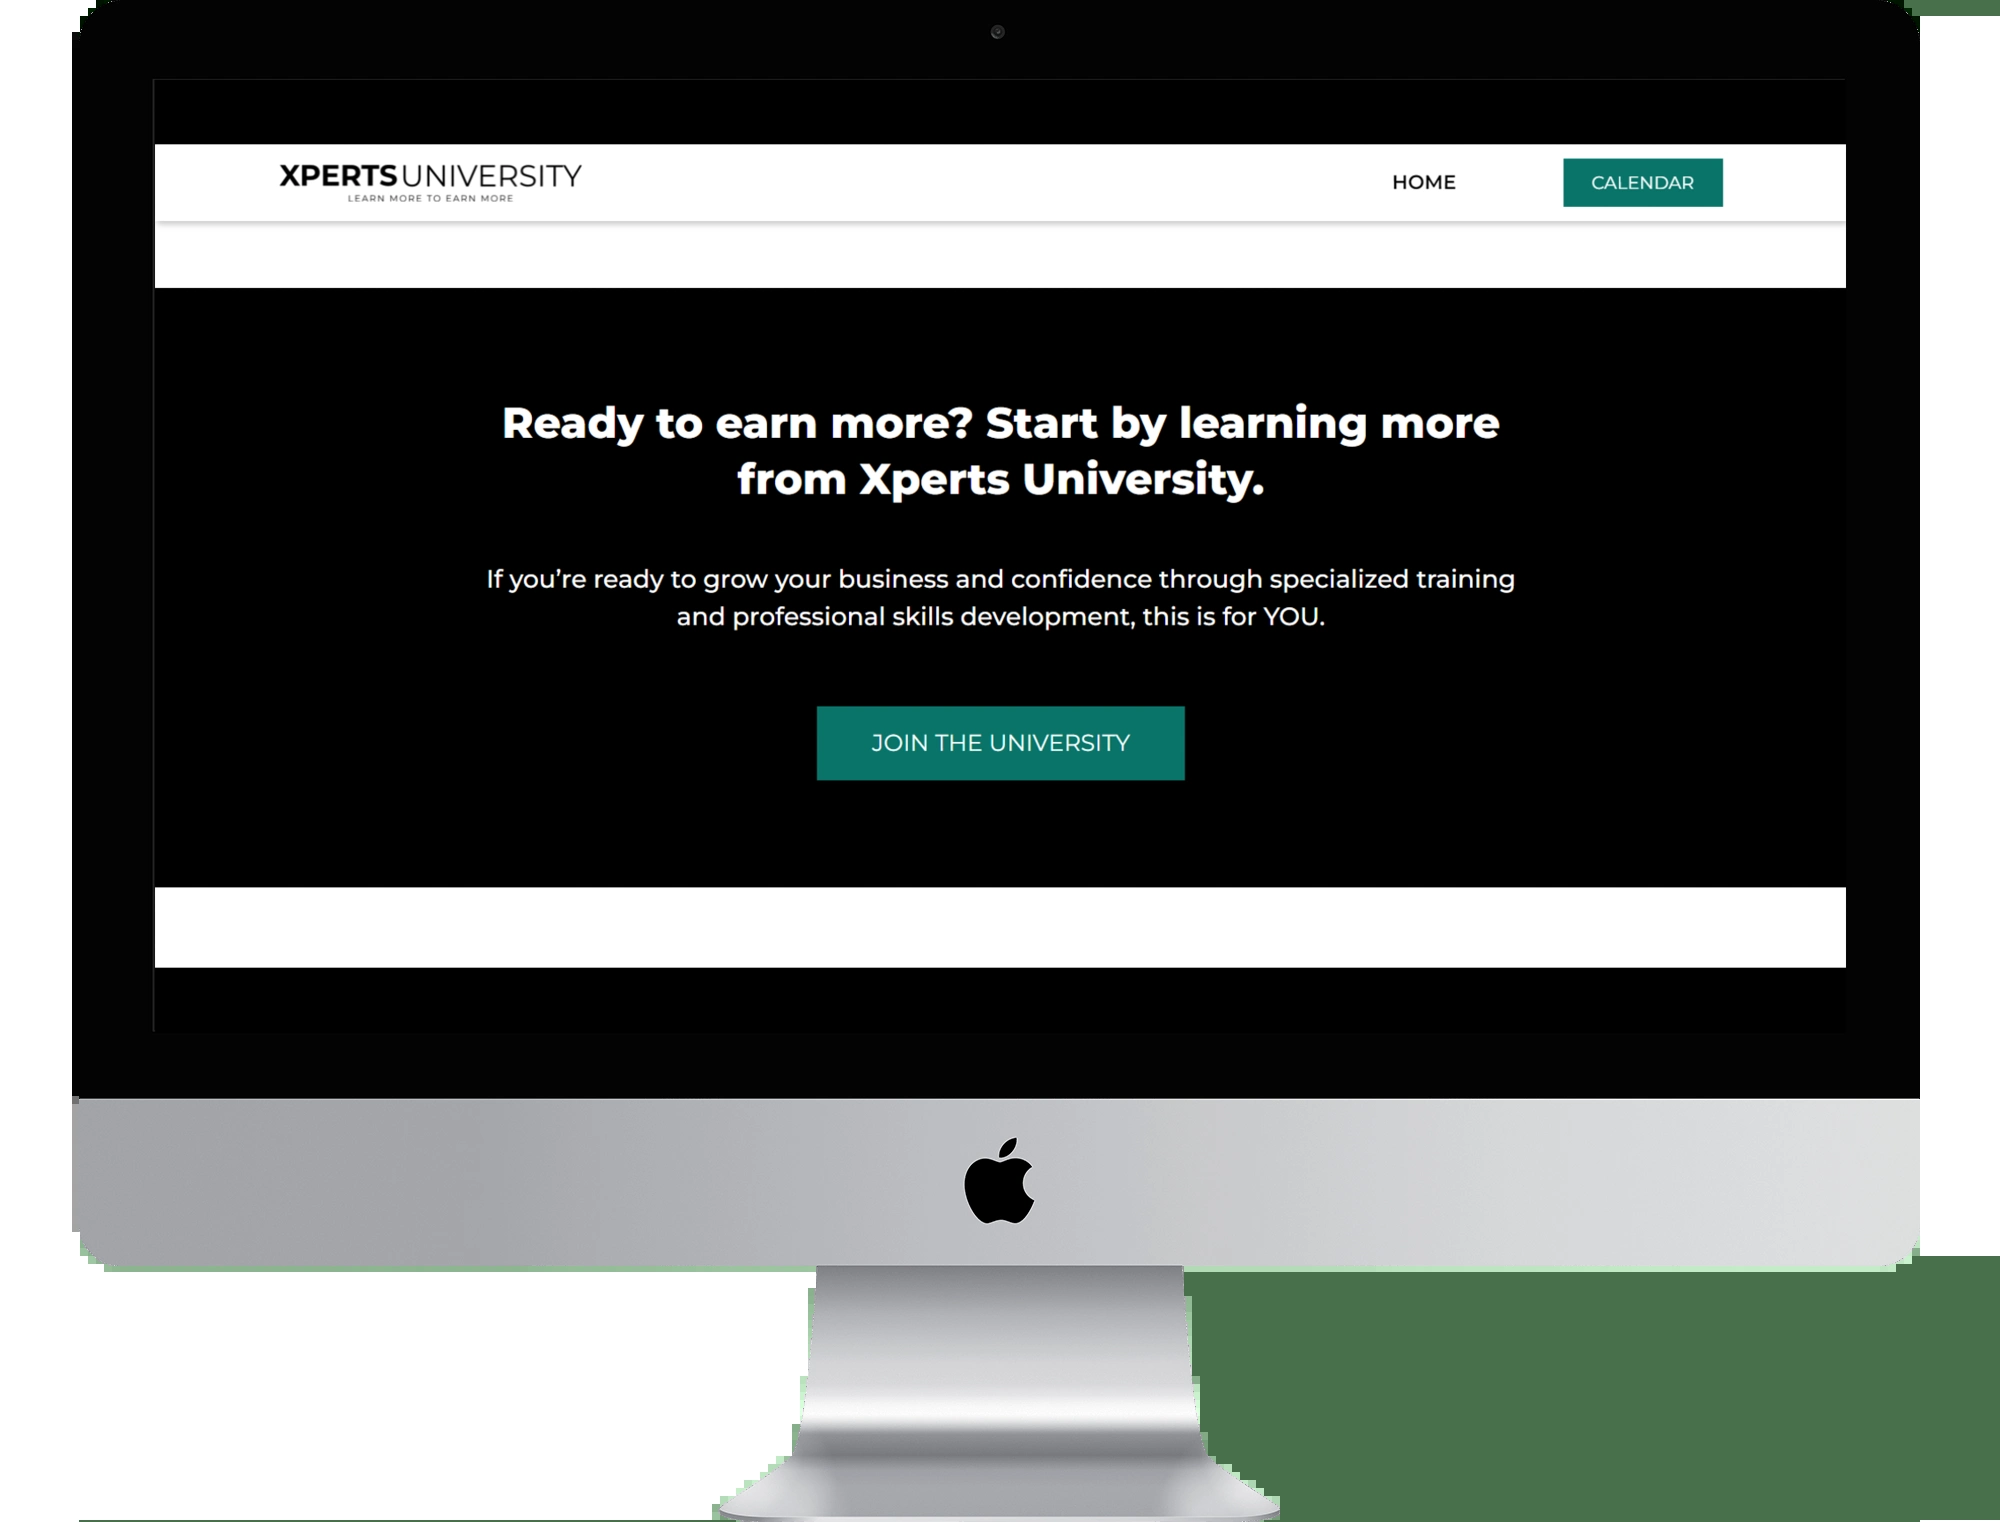 XPERTS UNIVERSITY
LEARN MORE TO EARN MORE
HOME
CALENDAR
Ready to earn more? Start by learning more
from Xperts University.
If you’re ready to grow your business and confidence through specialized training
and professional skills development, this is for YOU.
JOIN THE UNIVERSITY